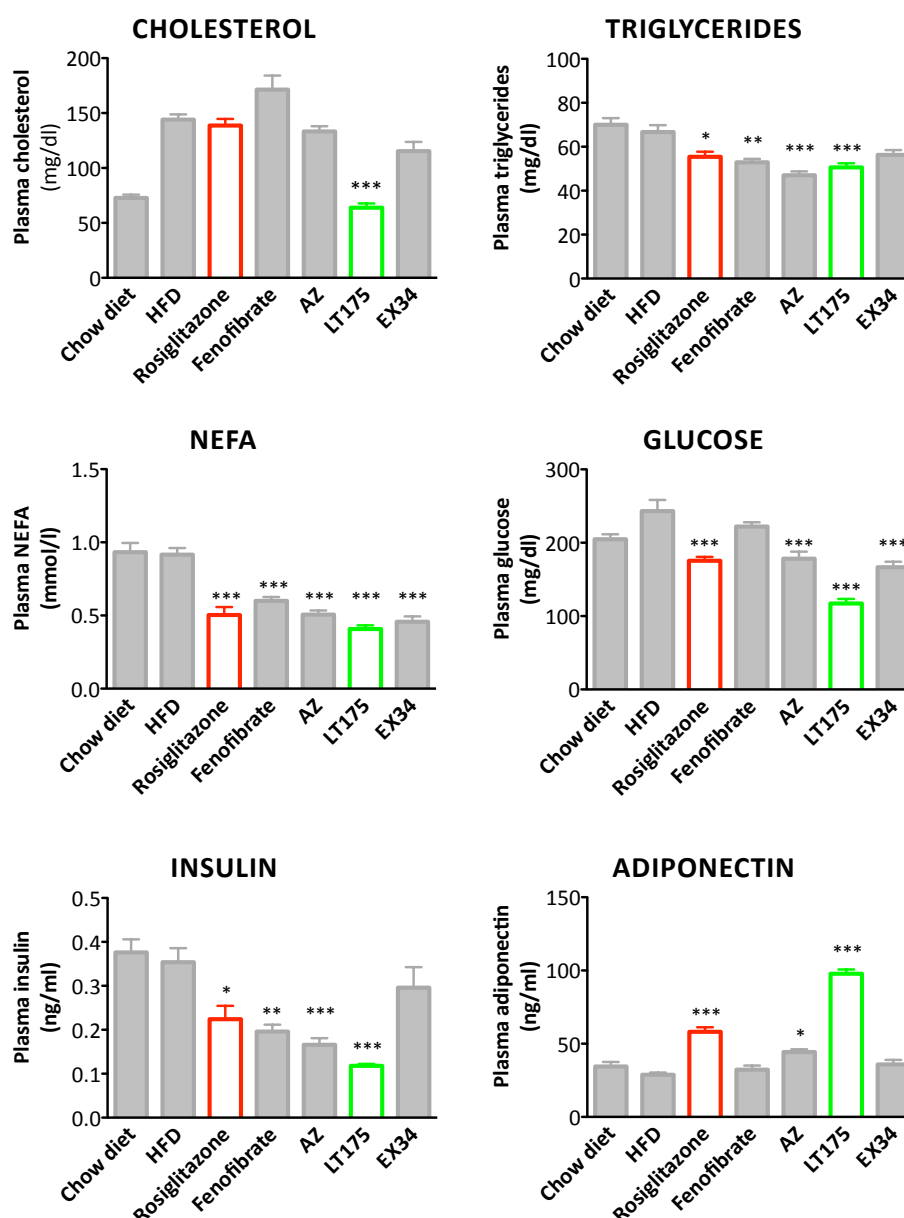 CHOLESTEROL
Plasma cholesterol
(mg/dl)
200
150
100
50
0
***
Chow diet
HFD
Rosiglitazone
Fenofibrate
AZ
LT175
EX34
TRIGLYCERIDES
Plasma triglycerides
(mg/dl)
100
80
60
40
20
0
*
**
***
***
Chow diet
HFD
Rosiglitazone
Fenofibrate
AZ
LT175
EX34
NEFA
Plasma NEFA
(mmol/l)
1.5
1.0
0.5
0.0
***
***
***
***
***
Chow diet
HFD
Rosiglitazone
Fenofibrate
AZ
LT175
EX34
GLUCOSE
Plasma glucose
(mg/dl)
300
200
100
0
***
***
***
***
Chow diet
HFD
Rosiglitazone
Fenofibrate
AZ
LT175
EX34
INSULIN
Plasma insulin
(ng/ml)
0.5
0.4
0.3
0.2
0.1
0.0
*
**
***
***
Chow diet
HFD
Rosiglitazone
Fenofibrate
AZ
LT175
EX34
ADIPONECTIN
Plasma adiponectin
(ng/ml)
150
100
50
0
***
*
***
Chow diet
HFD
Rosiglitazone
Fenofibrate
AZ
LT175
EX34